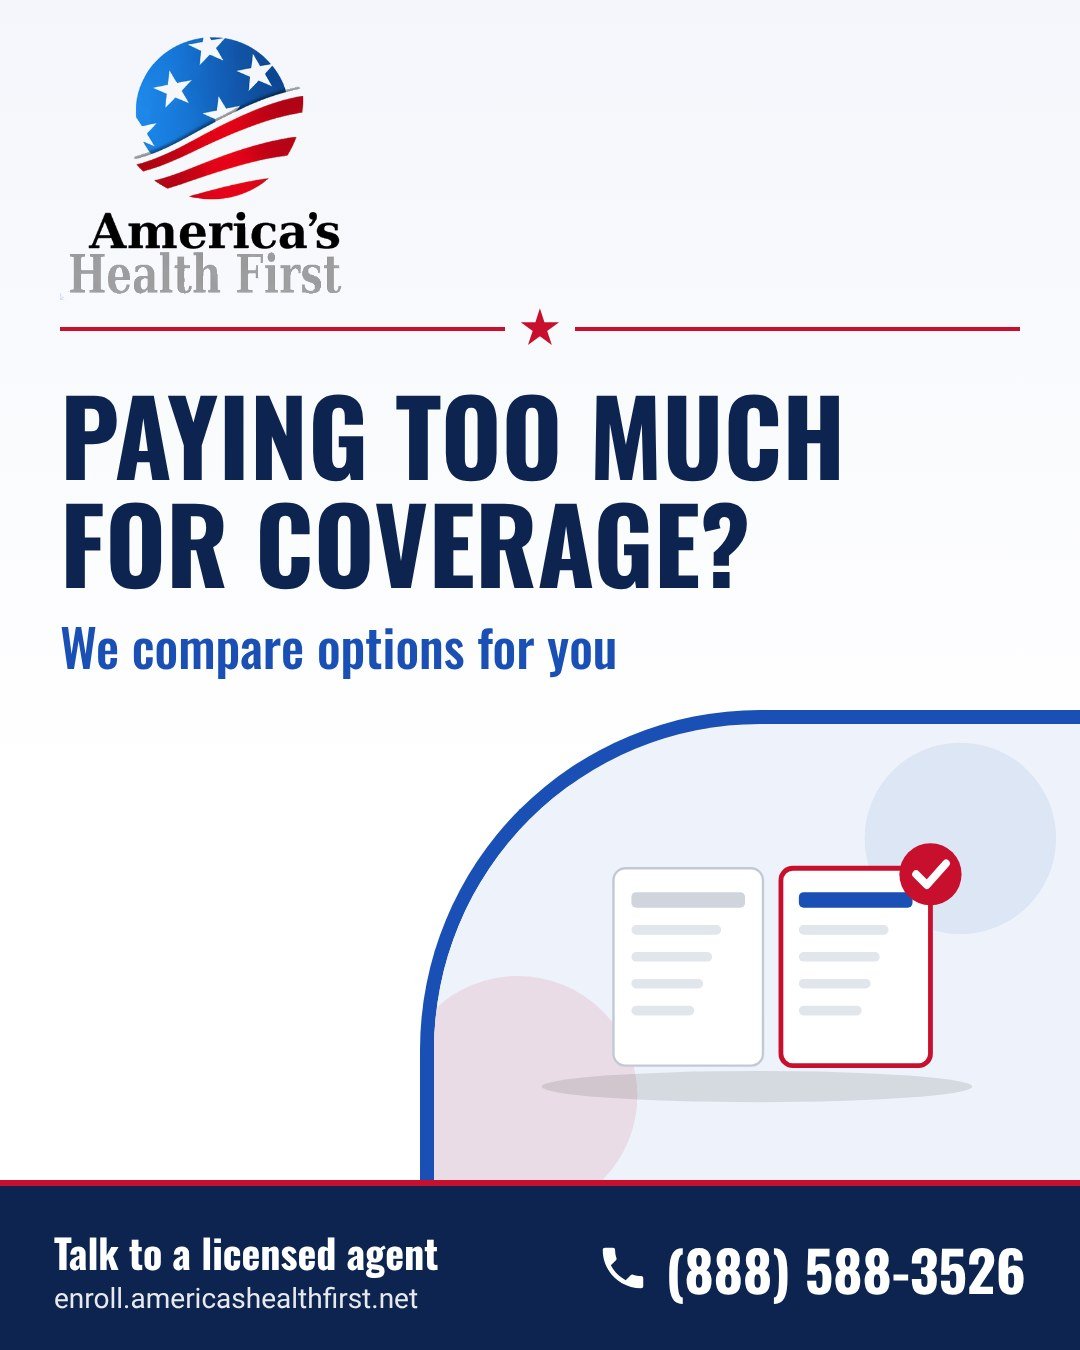 America's
Health First
PAYING TOO MUCH
FOR COVERAGE?
We compare options for you
Talk to a licensed agent
enroll.americashealthfirst.net
(888) 588-3526